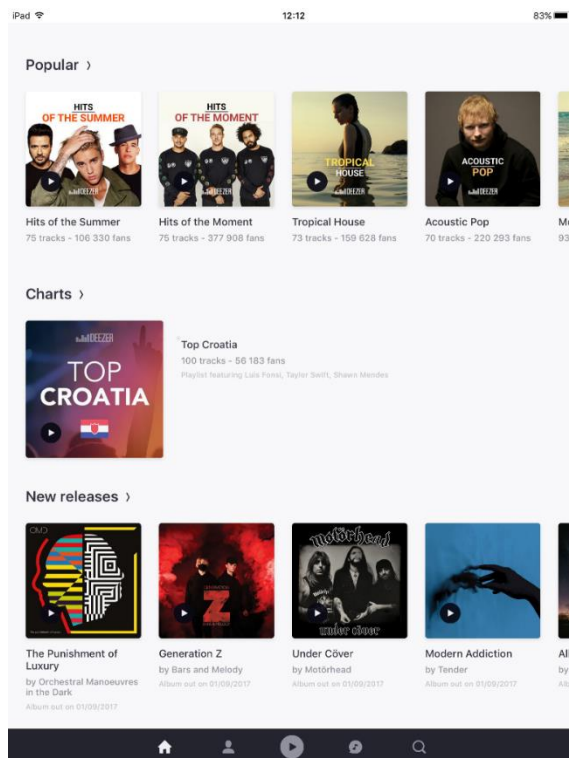 iPad 12:12 83%
Popular >
HITS
OF THE SUMMER
DEEZER
HITS
OF THE MOMENT
DEEZER
TROPICAL
HOUSE
DEEZER
ACOUSTIC
POP
DEEZER
Hits of the Summer
75 tracks - 106 330 fans
Hits of the Moment
75 tracks - 377 908 fans
Tropical House
73 tracks - 159 628 fans
Acoustic Pop
70 tracks - 220 293 fans
93
Charts >
DEEZER
TOP
CROATIA
Top Croatia
100 tracks - 56 183 fans
Playlist featuring Luis Fonsi, Taylor Swift, Shawn Mendes
New releases >
OMD
Z
Motörhead
under cöver
The Punishment of
Luxury
by Orchestral Manoeuvres
in the Dark
Album out on 01/09/2017
Generation Z
by Bars and Melody
Album out on 01/09/2017
Under Cöver
by Motörhead
Album out on 01/09/2017
Modern Addiction
by Tender
Album out on 01/09/2017
Al
by
Alb